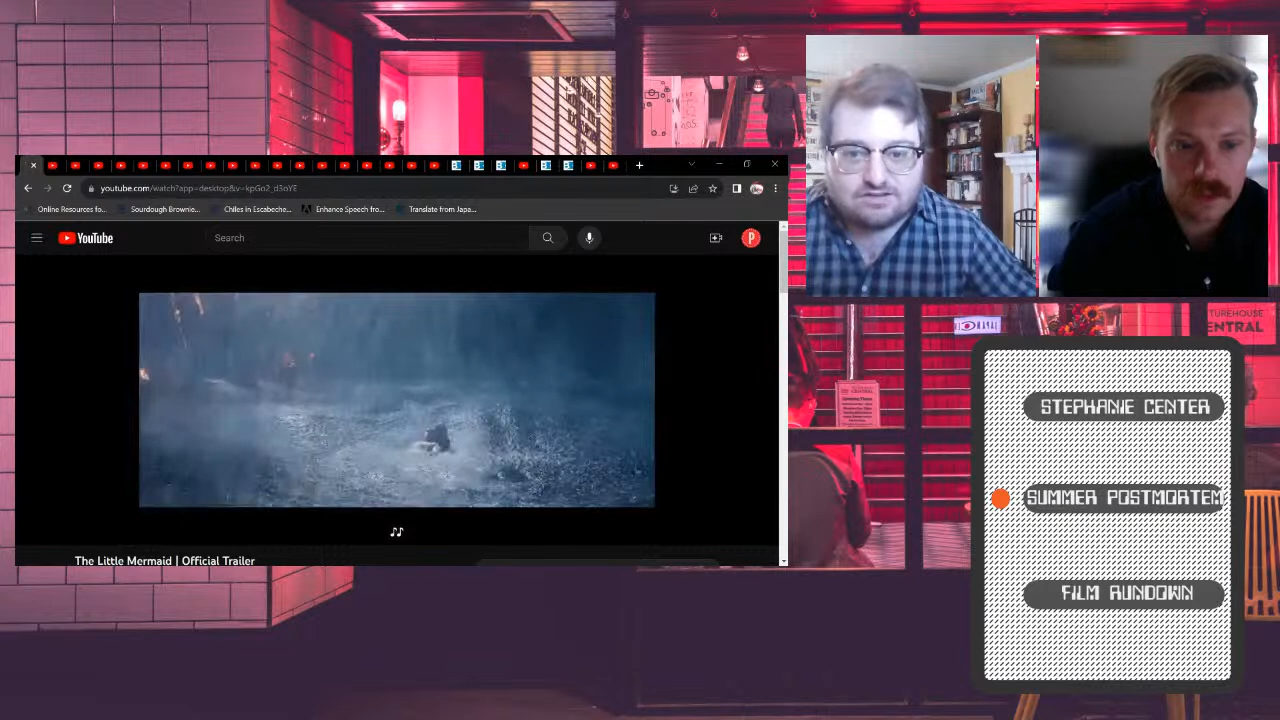 youtube.com/watch?app=desktop&v=kpGo2_d3oYE
Online Resources fo...
Sourdough Brownie...
Chiles in Escabeche...
Enhance Speech fro...
Translate from Japa...
YouTube
Search
P
♪♪
The Little Mermaid | Official Trailer
TUREHOUSE
ENTRAL
STEPHANIE CENTER
SUMMER POSTMORTEM
FILM RUNDOWN